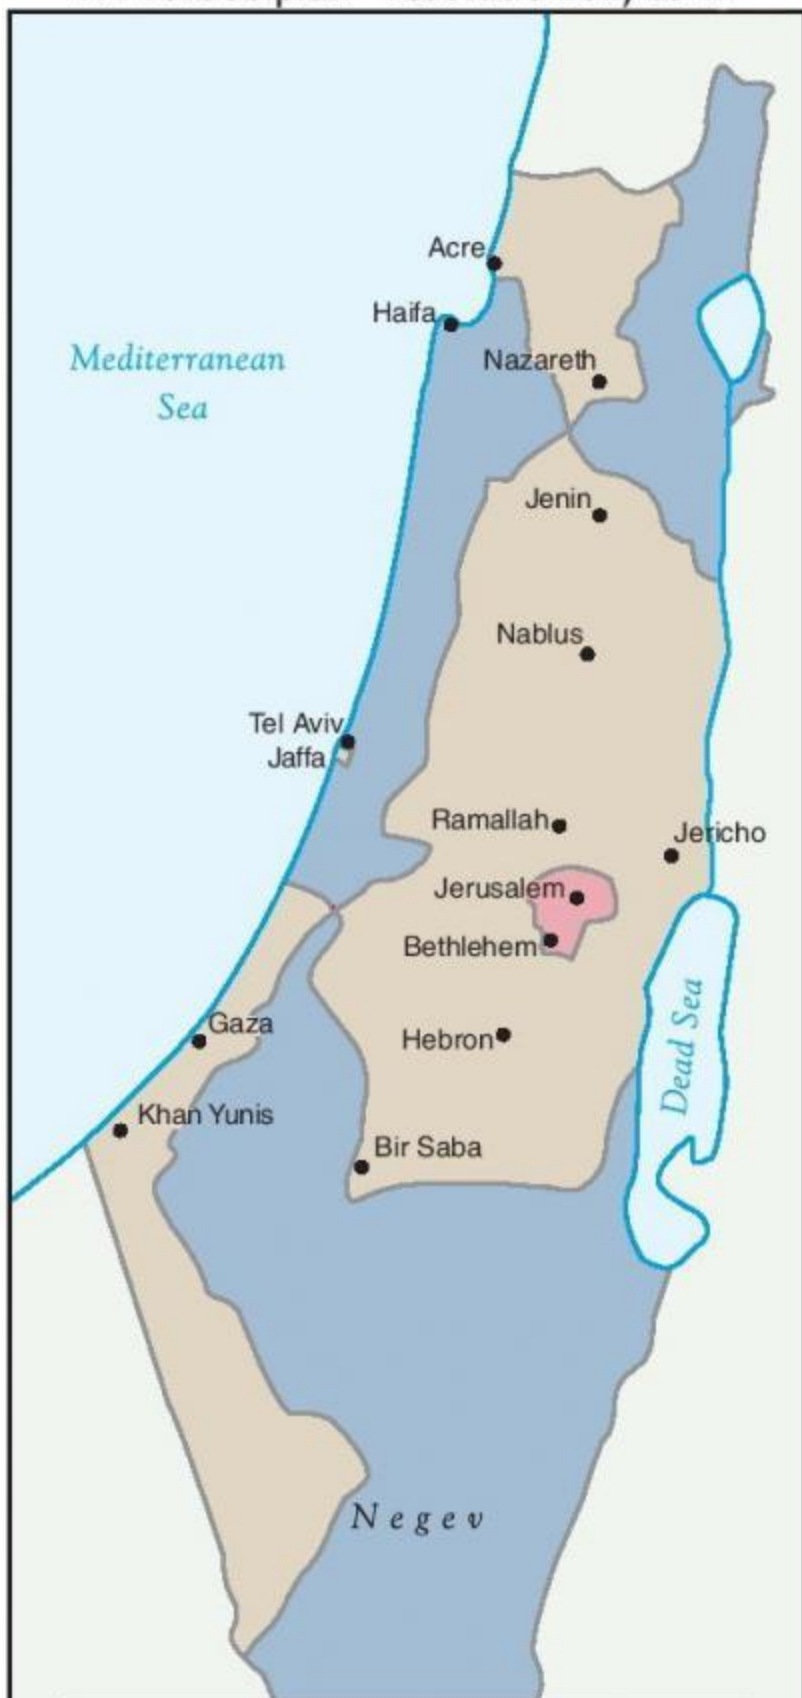 Acre
Haifa
Mediterranean
Sea
Nazareth
Jenin
Nablus
Tel Aviv
Jaffa
Ramallah
Jericho
Jerusalem
Bethlehem
Dead Sea
Gaza
Hebron
Khan Yunis
Bir Saba
Negev